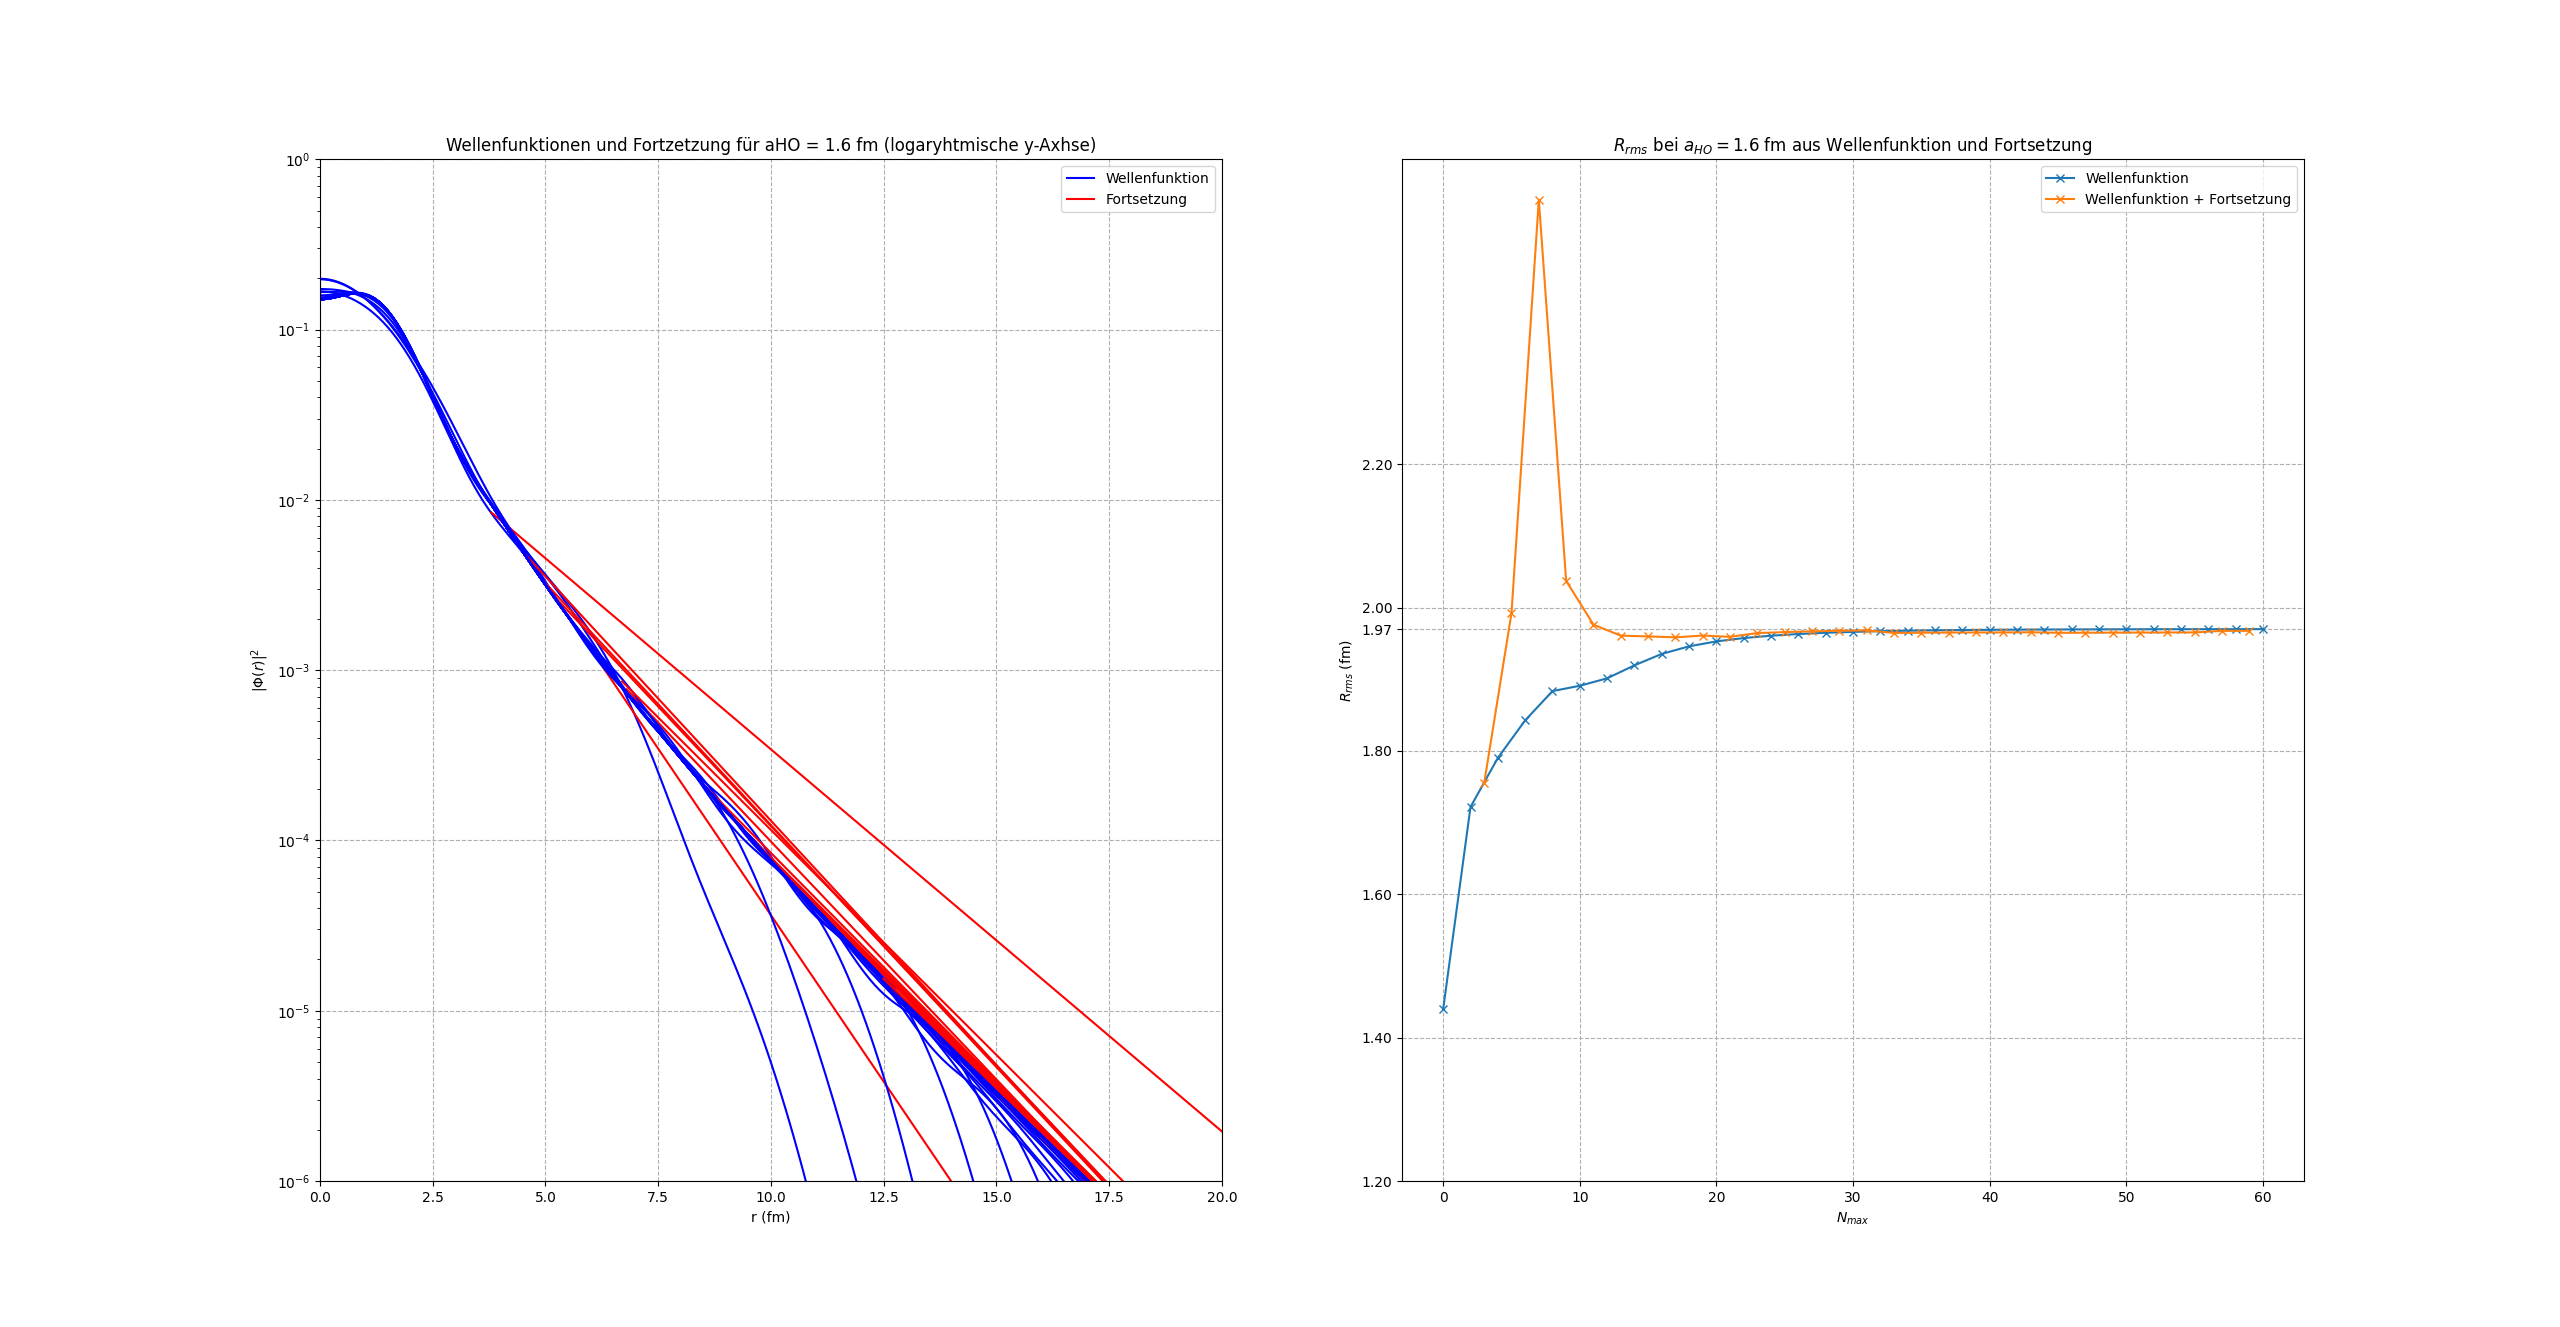 Wellenfunktionen und Fortzetzung für aHO = 1.6 fm (logaryhtmische y-Axhse)
10⁰
10⁻¹
10⁻²
10⁻³
10⁻⁴
10⁻⁵
10⁻⁶
|Φ(r)|²
Wellenfunktion
Fortsetzung
0.0 2.5 5.0 7.5 10.0 12.5 15.0 17.5 20.0
r (fm)
R_rms bei a_HO = 1.6 fm aus Wellenfunktion und Fortsetzung
2.20
2.00
1.97
1.80
1.60
1.40
1.20
R_rms (fm)
Wellenfunktion
Wellenfunktion + Fortsetzung
0 10 20 30 40 50 60
N_max